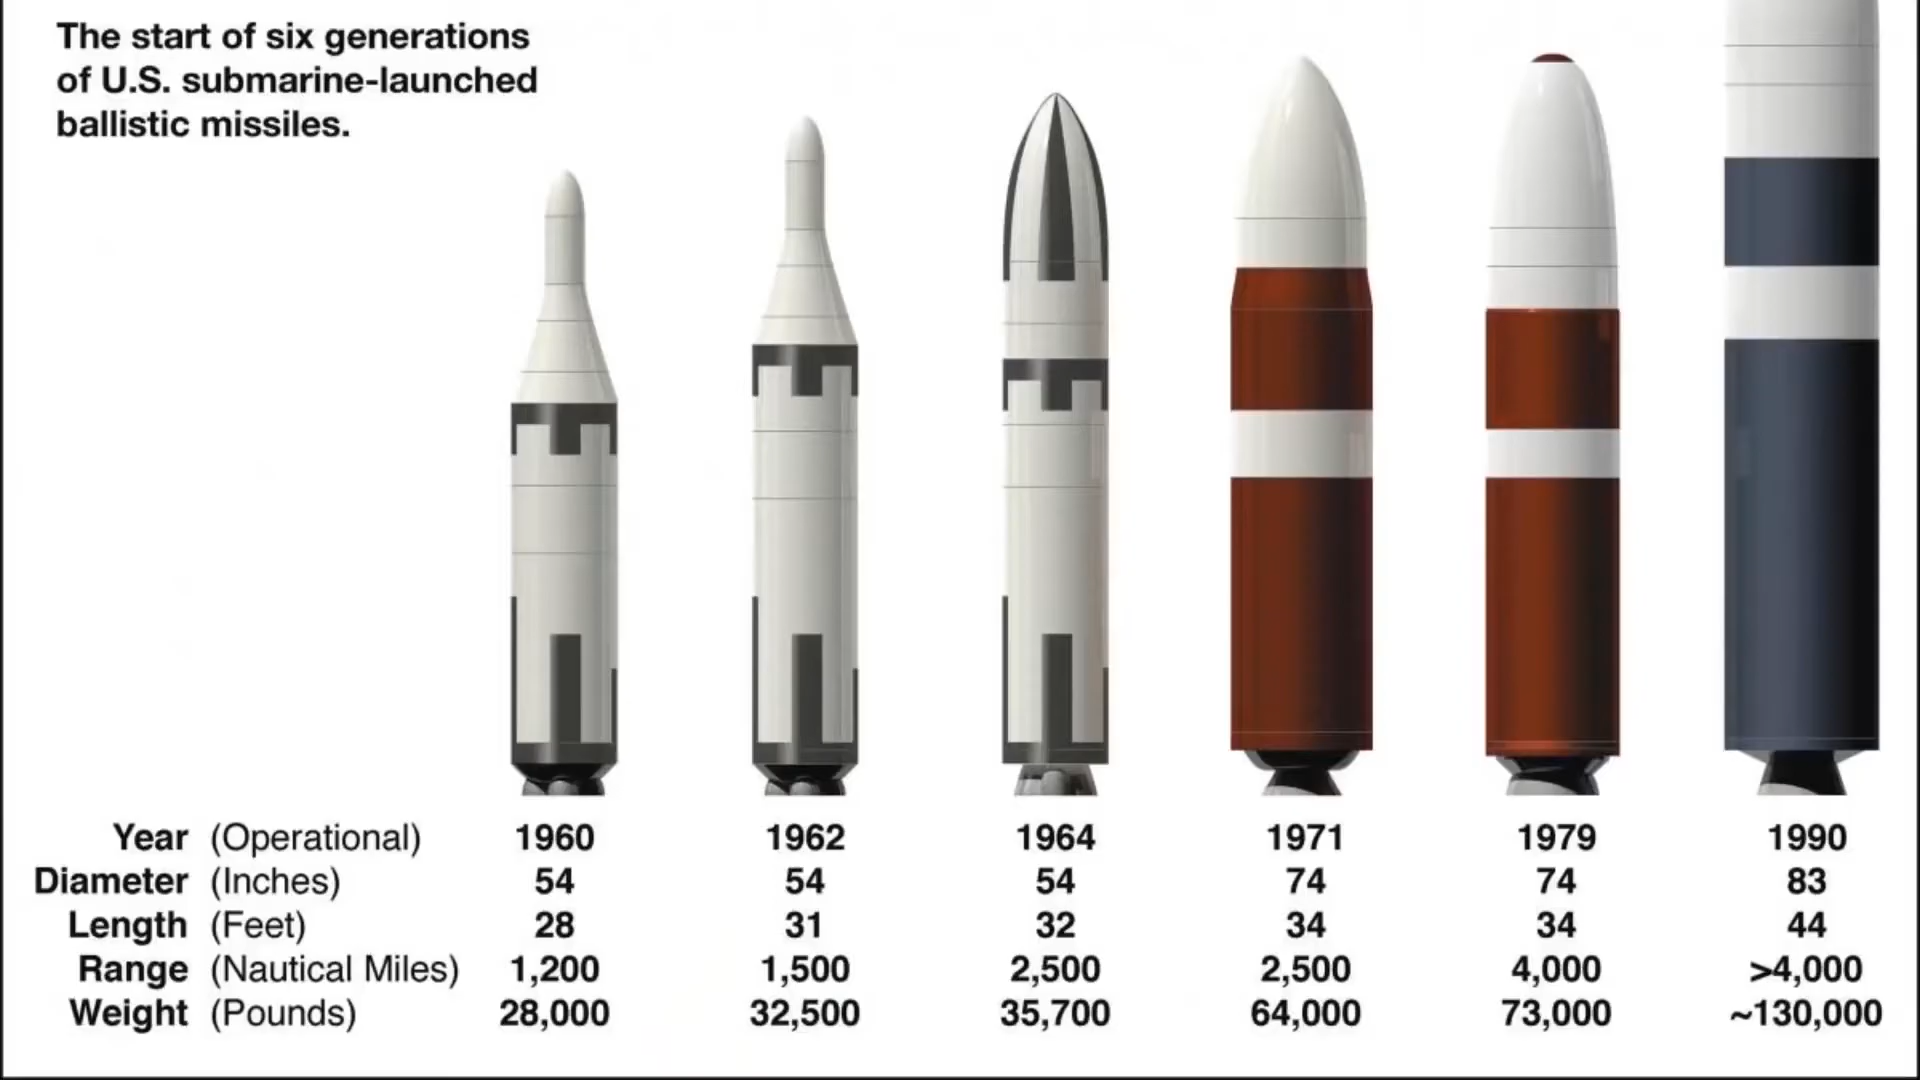 The start of six generations
of U.S. submarine-launched
ballistic missiles.
Year (Operational) 1960 1962 1964 1971 1979 1990
Diameter (Inches) 54 54 54 74 74 83
Length (Feet) 28 31 32 34 34 44
Range (Nautical Miles) 1,200 1,500 2,500 2,500 4,000 >4,000
Weight (Pounds) 28,000 32,500 35,700 64,000 73,000 ~130,000